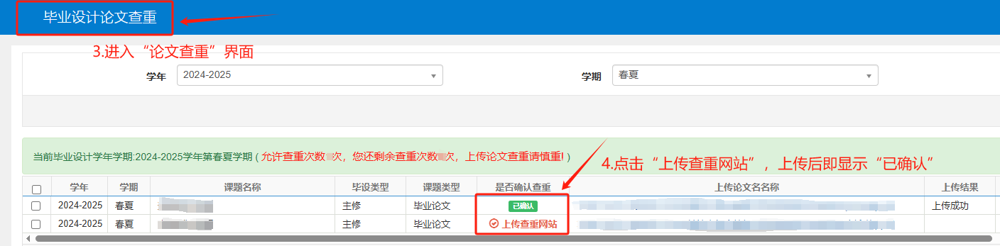 毕业设计论文查重
3.进入“论文查重”界面
学年 2024-2025 学期 春夏
当前毕业设计学年学期:2024-2025学年第春夏学期 ( 允许查重次数 次，您还剩余查重次数 次，上传论文查重请慎重! )
4.点击“上传查重网站”，上传后即显示“已确认”
学年 学期 课题名称 毕设类型 课题类型 是否确认查重 上传论文名名称 上传结果
2024-2025 春夏 主修 毕业论文 已确认 上传成功
2024-2025 春夏 主修 毕业论文 上传查重网站